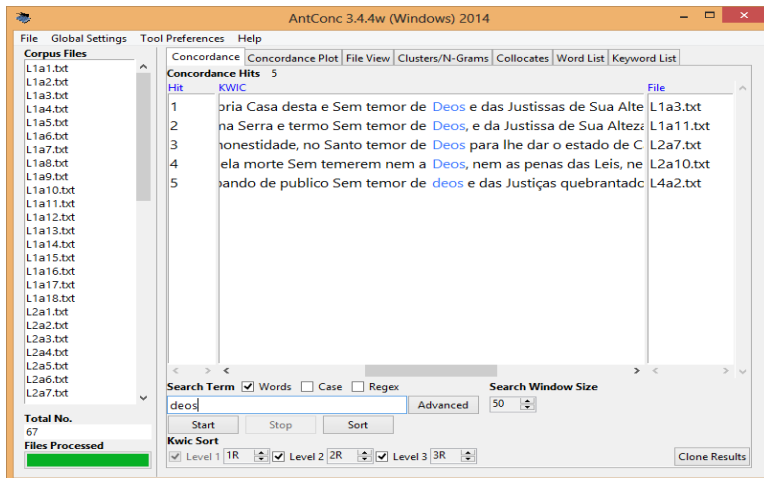 AntConc 3.4.4w (Windows) 2014
File Global Settings Tool Preferences Help
Corpus Files
L1a1.txt
L1a2.txt
L1a3.txt
L1a4.txt
L1a5.txt
L1a6.txt
L1a7.txt
L1a8.txt
L1a9.txt
L1a10.txt
L1a11.txt
L1a12.txt
L1a13.txt
L1a14.txt
L1a15.txt
L1a16.txt
L1a17.txt
L1a18.txt
L2a1.txt
L2a2.txt
L2a3.txt
L2a4.txt
L2a5.txt
L2a6.txt
L2a7.txt
Total No.
67
Files Processed
Concordance Concordance Plot File View Clusters/N-Grams Collocates Word List Keyword List
Concordance Hits 5
Hit KWIC File
1 pria Casa desta e Sem temor de Deos e das Justissas de Sua Alte L1a3.txt
2 na Serra e termo Sem temor de Deos, e da Justissa de Sua Alteza L1a11.txt
3 honestidade, no Santo temor de Deos para lhe dar o estado de C L2a7.txt
4 ela morte Sem temerem nem a Deos, nem as penas das Leis, ne L2a10.txt
5 bando de publico Sem temor de deos e das Justiças quebrantado L4a2.txt
Search Term Words Case Regex Search Window Size
deos Advanced 50
Start Stop Sort
Kwic Sort
Level 1 1R Level 2 2R Level 3 3R Clone Results